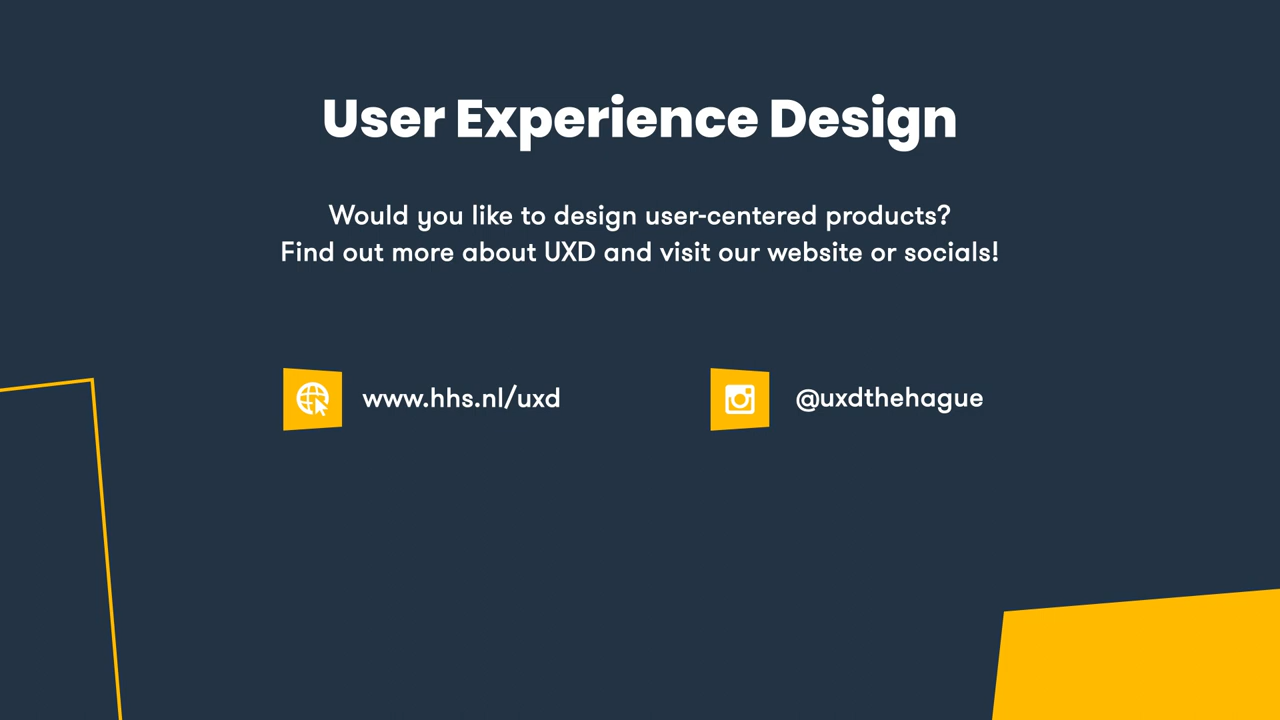 User Experience Design
Would you like to design user-centered products?
Find out more about UXD and visit our website or socials!
www.hhs.nl/uxd
@uxdthehague